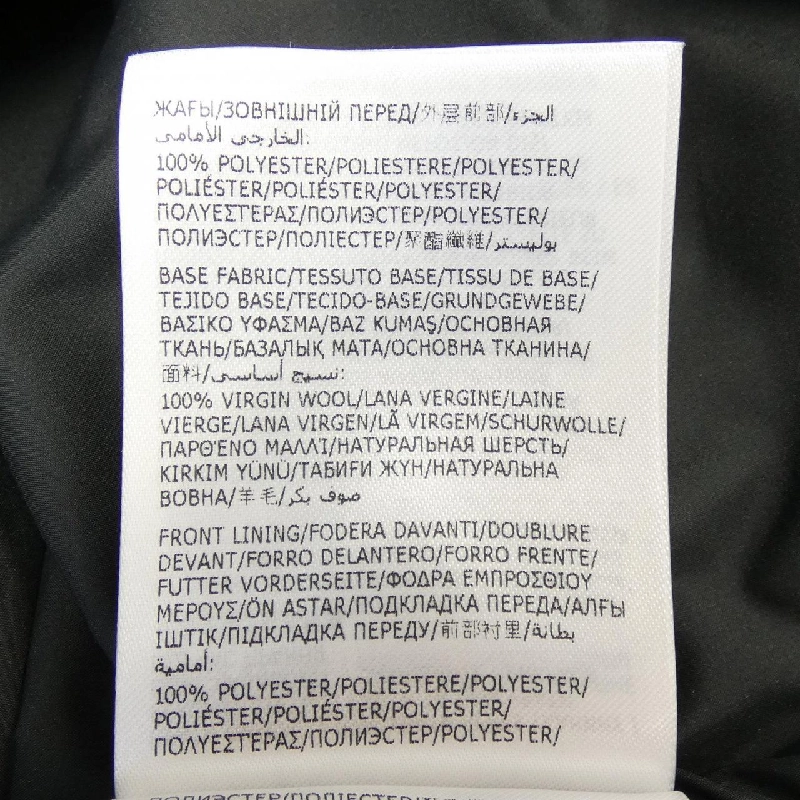 ЖАҒЫ/ЗОВНІШНІЙ ПЕРЕД/外层前部/الجزء
الخارجي الأمامي:
100% POLYESTER/POLIESTERE/POLYESTER/
POLIÉSTER/POLIÉSTER/POLYESTER/
ΠΟΛΥΕΣΤΕΡΑΣ/ПОЛИЭСТЕР/POLYESTER/
ПОЛИЭСТЕР/ПОЛІЕСТЕР/聚酯纖維/بوليستر
BASE FABRIC/TESSUTO BASE/TISSU DE BASE/
TEJIDO BASE/TECIDO-BASE/GRUNDGEWEBE/
ΒΑΣΙΚΟ ΥΦΑΣΜΑ/BAZ KUMAŞ/ОСНОВНАЯ
ТКАНЬ/БАЗАЛЫҚ МАТА/ОСНОВНА ТКАНИНА/
面料/نسيج أساسي:
100% VIRGIN WOOL/LANA VERGINE/LAINE
VIERGE/LANA VIRGEN/LÃ VIRGEM/SCHURWOLLE/
ΠΑΡΘΈΝΟ ΜΑΛΛΊ/НАТУРАЛЬНАЯ ШЕРСТЬ/
KIRKIM YÜNÜ/ТАБИҒИ ЖҮН/НАТУРАЛЬНА
ВОВНА/羊毛/صوف بكر
FRONT LINING/FODERA DAVANTI/DOUBLURE
DEVANT/FORRO DELANTERO/FORRO FRENTE/
FUTTER VORDERSEITE/ΦΟΔΡΑ ΕΜΠΡΟΣΘΙΟΥ
ΜΕΡΟΥΣ/ÖN ASTAR/ПОДКЛАДКА ПЕРЕДА/АЛҒЫ
ІШТІК/ПІДКЛАДКА ПЕРЕДУ/前部衬里/بطانة
أمامية:
100% POLYESTER/POLIESTERE/POLYESTER/
POLIÉSTER/POLIÉSTER/POLYESTER/
ΠΟΛΥΕΣΤΕΡΑΣ/ПОЛИЭСТЕР/POLYESTER/